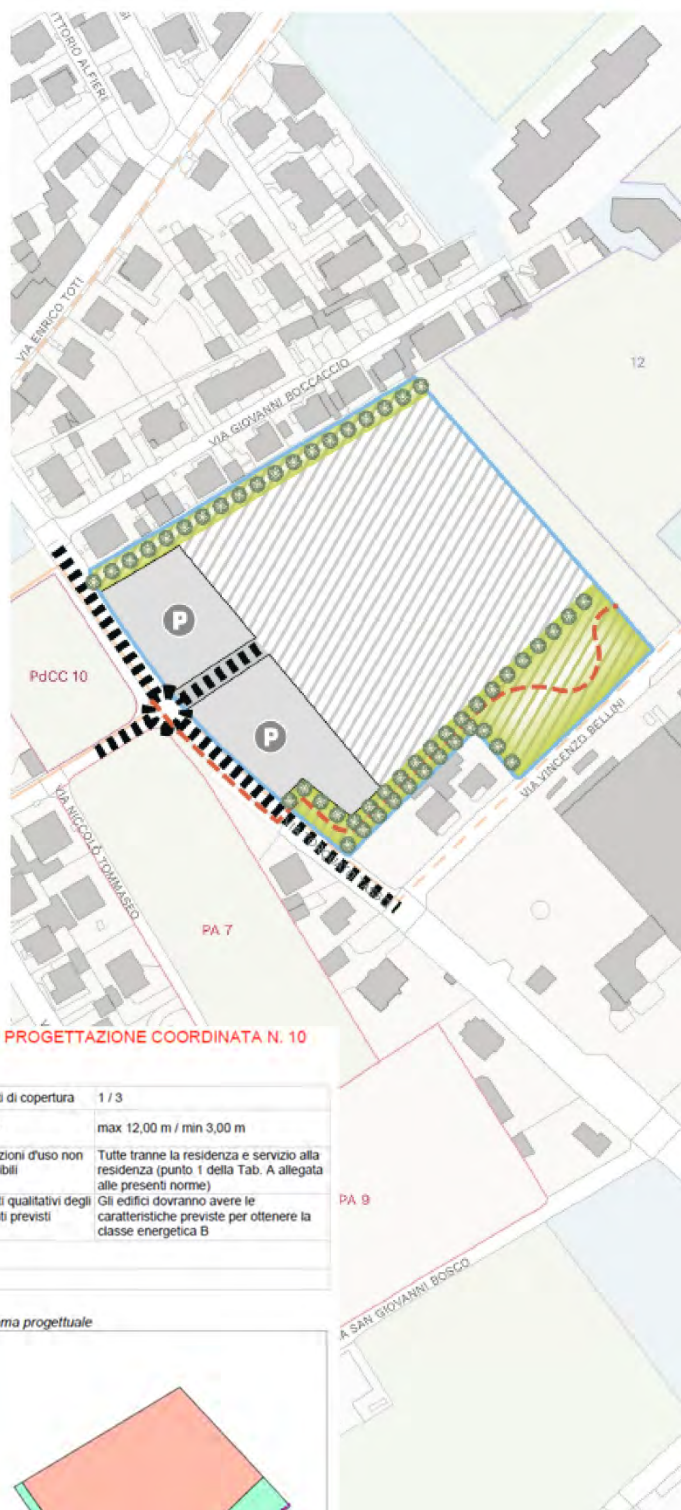 VITTORIO ALFIERI
VIA ENRICO TOTI
VIA GIOVANNI BOCCACCIO
12
P
PdCC 10
P
VIA VINCENZO BELLINI
VIA NICCOLÒ TOMMASEO
PA 7
PROGETTAZIONE COORDINATA N. 10
ti di copertura 1 / 3
max 12,00 m / min 3,00 m
zioni d'uso non Tutte tranne la residenza e servizio alla
ibili residenza (punto 1 della Tab. A allegata
alle presenti norme)
ti qualitativi degli Gli edifici dovranno avere le
ti previsti caratteristiche previste per ottenere la
classe energetica B
PA 9
A SAN GIOVANNI BOSCO
ma progettuale